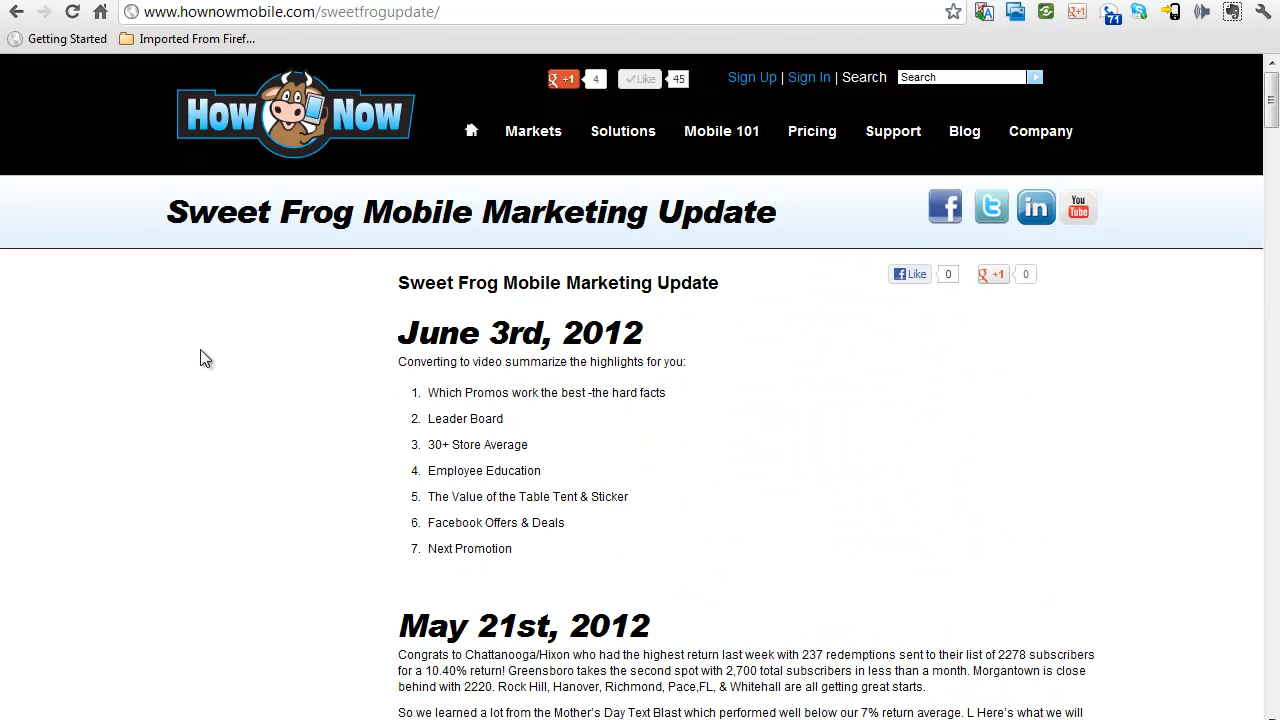 www.hownowmobile.com/sweetfrogupdate/
71
Getting Started
Imported From Firef...
How Now
+1 4 Like 45 Sign Up | Sign In | Search Search
Markets Solutions Mobile 101 Pricing Support Blog Company
Sweet Frog Mobile Marketing Update
f t in You Tube
Sweet Frog Mobile Marketing Update
Like 0 +1 0
June 3rd, 2012
Converting to video summarize the highlights for you:
1. Which Promos work the best -the hard facts
2. Leader Board
3. 30+ Store Average
4. Employee Education
5. The Value of the Table Tent & Sticker
6. Facebook Offers & Deals
7. Next Promotion
May 21st, 2012
Congrats to Chattanooga/Hixon who had the highest return last week with 237 redemptions sent to their list of 2278 subscribers
for a 10.40% return! Greensboro takes the second spot with 2,700 total subscribers in less than a month. Morgantown is close
behind with 2220. Rock Hill, Hanover, Richmond, Pace,FL, & Whitehall are all getting great starts.
So we learned a lot from the Mother's Day Text Blast which performed well below our 7% return average. L Here's what we will